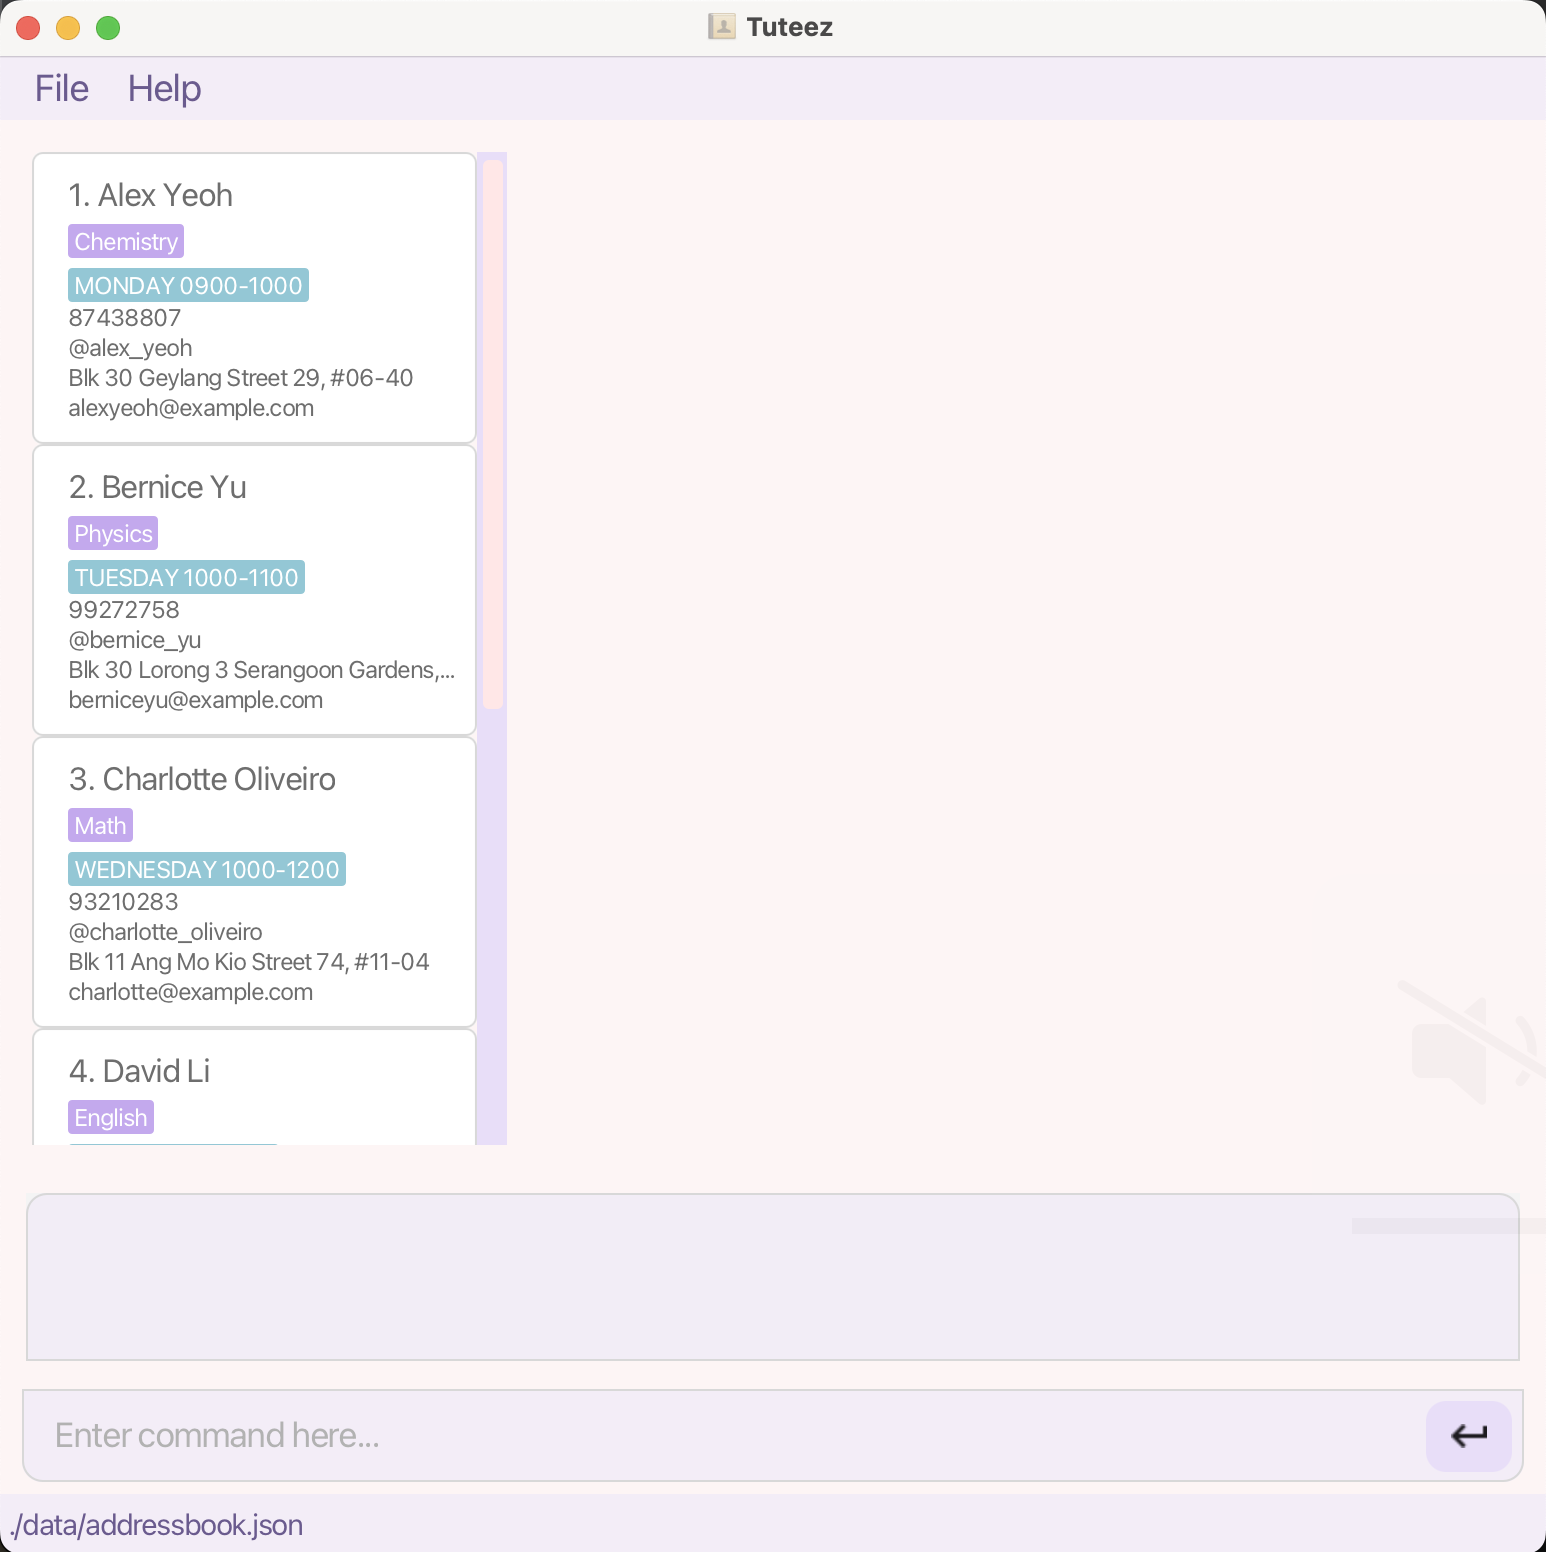 Tuteez
File Help
1. Alex Yeoh
Chemistry
MONDAY 0900-1000
87438807
@alex_yeoh
Blk 30 Geylang Street 29, #06-40
alexyeoh@example.com
2. Bernice Yu
Physics
TUESDAY 1000-1100
99272758
@bernice_yu
Blk 30 Lorong 3 Serangoon Gardens,...
berniceyu@example.com
3. Charlotte Oliveiro
Math
WEDNESDAY 1000-1200
93210283
@charlotte_oliveiro
Blk 11 Ang Mo Kio Street 74, #11-04
charlotte@example.com
4. David Li
English
Enter command here...
./data/addressbook.json